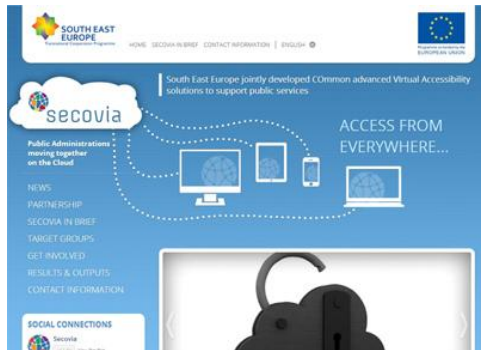 SOUTH EAST
EUROPE
Transnational Cooperation Programme
HOME SECOVIA IN BRIEF CONTACT INFORMATION | ENGLISH
EUROPEAN UNION
South East Europe jointly developed COmmon advanced VIrtual Accessibility
solutions to support public services
secovia
Public Administrations
moving together
on the Cloud
ACCESS FROM
EVERYWHERE...
NEWS
PARTNERSHIP
SECOVIA IN BRIEF
TARGET GROUPS
GET INVOLVED
RESULTS & OUTPUTS
CONTACT INFORMATION
SOCIAL CONNECTIONS
Secovia